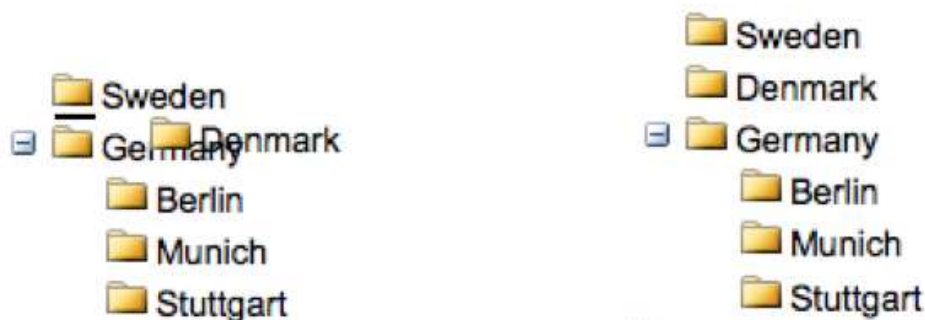 Sweden
Germany
Denmark
Berlin
Munich
Stuttgart
Sweden
Denmark
Germany
Berlin
Munich
Stuttgart